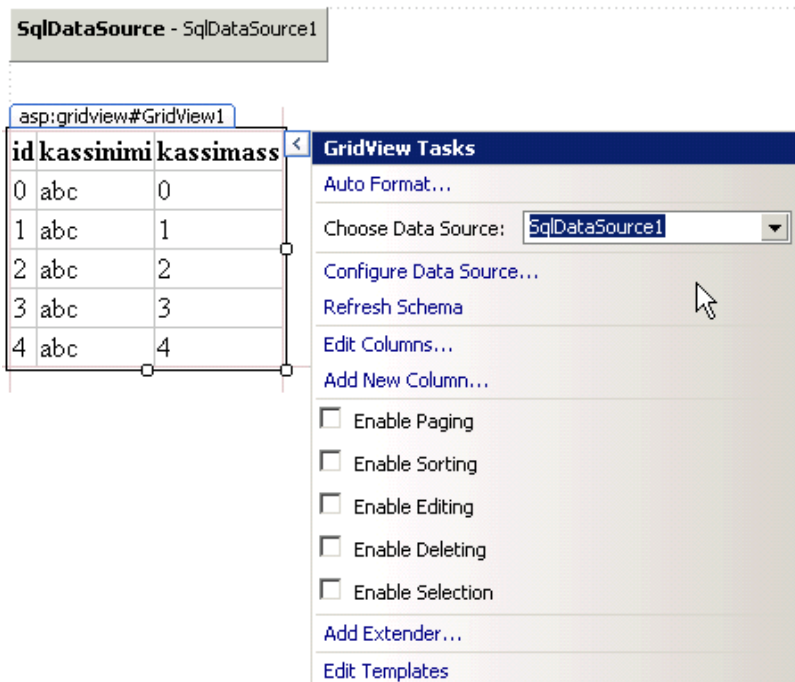 SqlDataSource - SqlDataSource1
asp:gridview#GridView1
id kassinimi kassimass
0 abc 0
1 abc 1
2 abc 2
3 abc 3
4 abc 4
GridView Tasks
Auto Format...
Choose Data Source: SqlDataSource1
Configure Data Source...
Refresh Schema
Edit Columns...
Add New Column...
Enable Paging
Enable Sorting
Enable Editing
Enable Deleting
Enable Selection
Add Extender...
Edit Templates